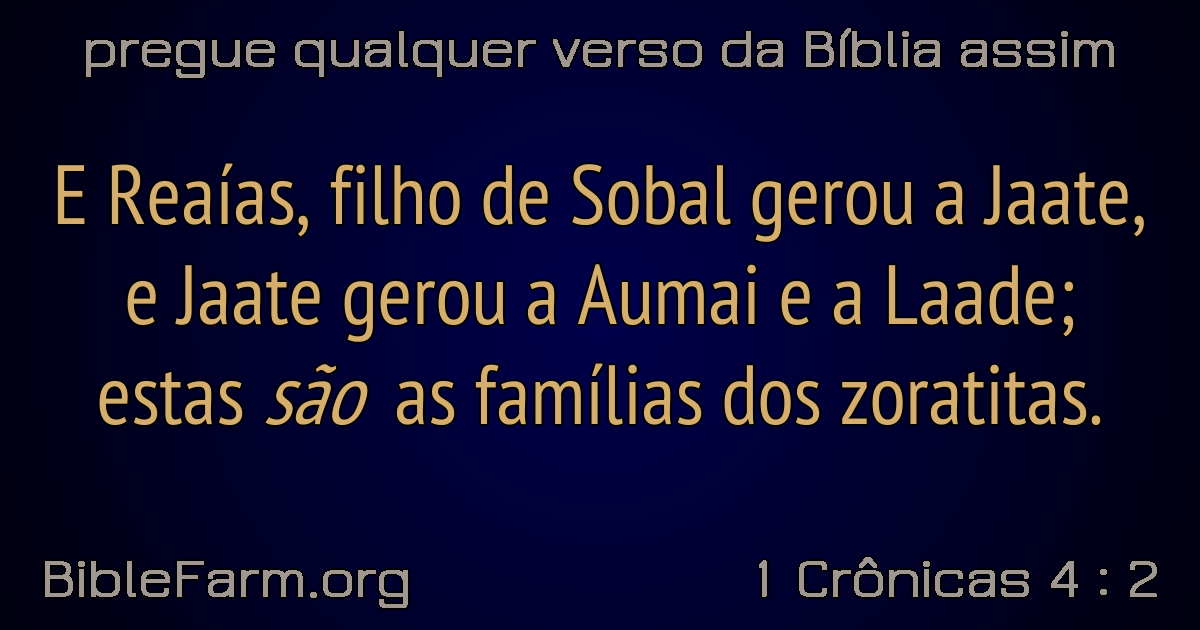 pregue qualquer verso da Bíblia assim
E Reaías, filho de Sobal gerou a Jaate,
e Jaate gerou a Aumai e a Laade;
estas são as famílias dos zoratitas.
BibleFarm.org
1 Crônicas 4 : 2